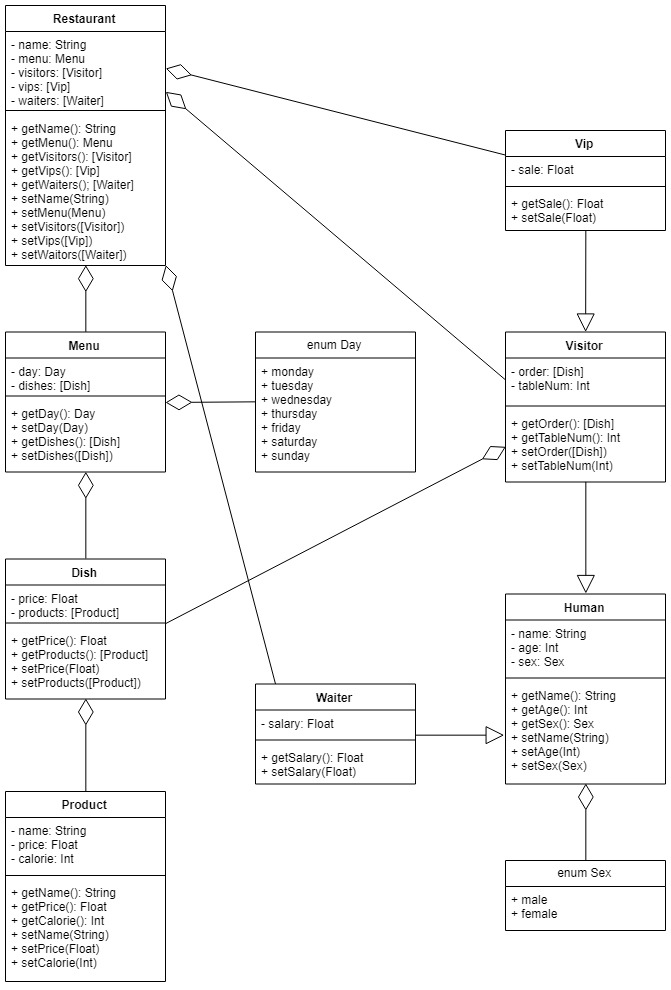 Restaurant
- name: String
- menu: Menu
- visitors: [Visitor]
- vips: [Vip]
- waiters: [Waiter]
+ getName(): String
+ getMenu(): Menu
+ getVisitors(): [Visitor]
+ getVips(): [Vip]
+ getWaiters(); [Waiter]
+ setName(String)
+ setMenu(Menu)
+ setVisitors([Visitor])
+ setVips([Vip])
+ setWaitors([Waiter])
Vip
- sale: Float
+ getSale(): Float
+ setSale(Float)
Menu
- day: Day
- dishes: [Dish]
+ getDay(): Day
+ setDay(Day)
+ getDishes(): [Dish]
+ setDishes([Dish])
enum Day
+ monday
+ tuesday
+ wednesday
+ thursday
+ friday
+ saturday
+ sunday
Visitor
- order: [Dish]
- tableNum: Int
+ getOrder(): [Dish]
+ getTableNum(): Int
+ setOrder([Dish])
+ setTableNum(Int)
Dish
- price: Float
- products: [Product]
+ getPrice(): Float
+ getProducts(): [Product]
+ setPrice(Float)
+ setProducts([Product])
Human
- name: String
- age: Int
- sex: Sex
+ getName(): String
+ getAge(): Int
+ getSex(): Sex
+ setName(String)
+ setAge(Int)
+ setSex(Sex)
Waiter
- salary: Float
+ getSalary(): Float
+ setSalary(Float)
Product
- name: String
- price: Float
- calorie: Int
+ getName(): String
+ getPrice(): Float
+ getCalorie(): Int
+ setName(String)
+ setPrice(Float)
+ setCalorie(Int)
enum Sex
+ male
+ female